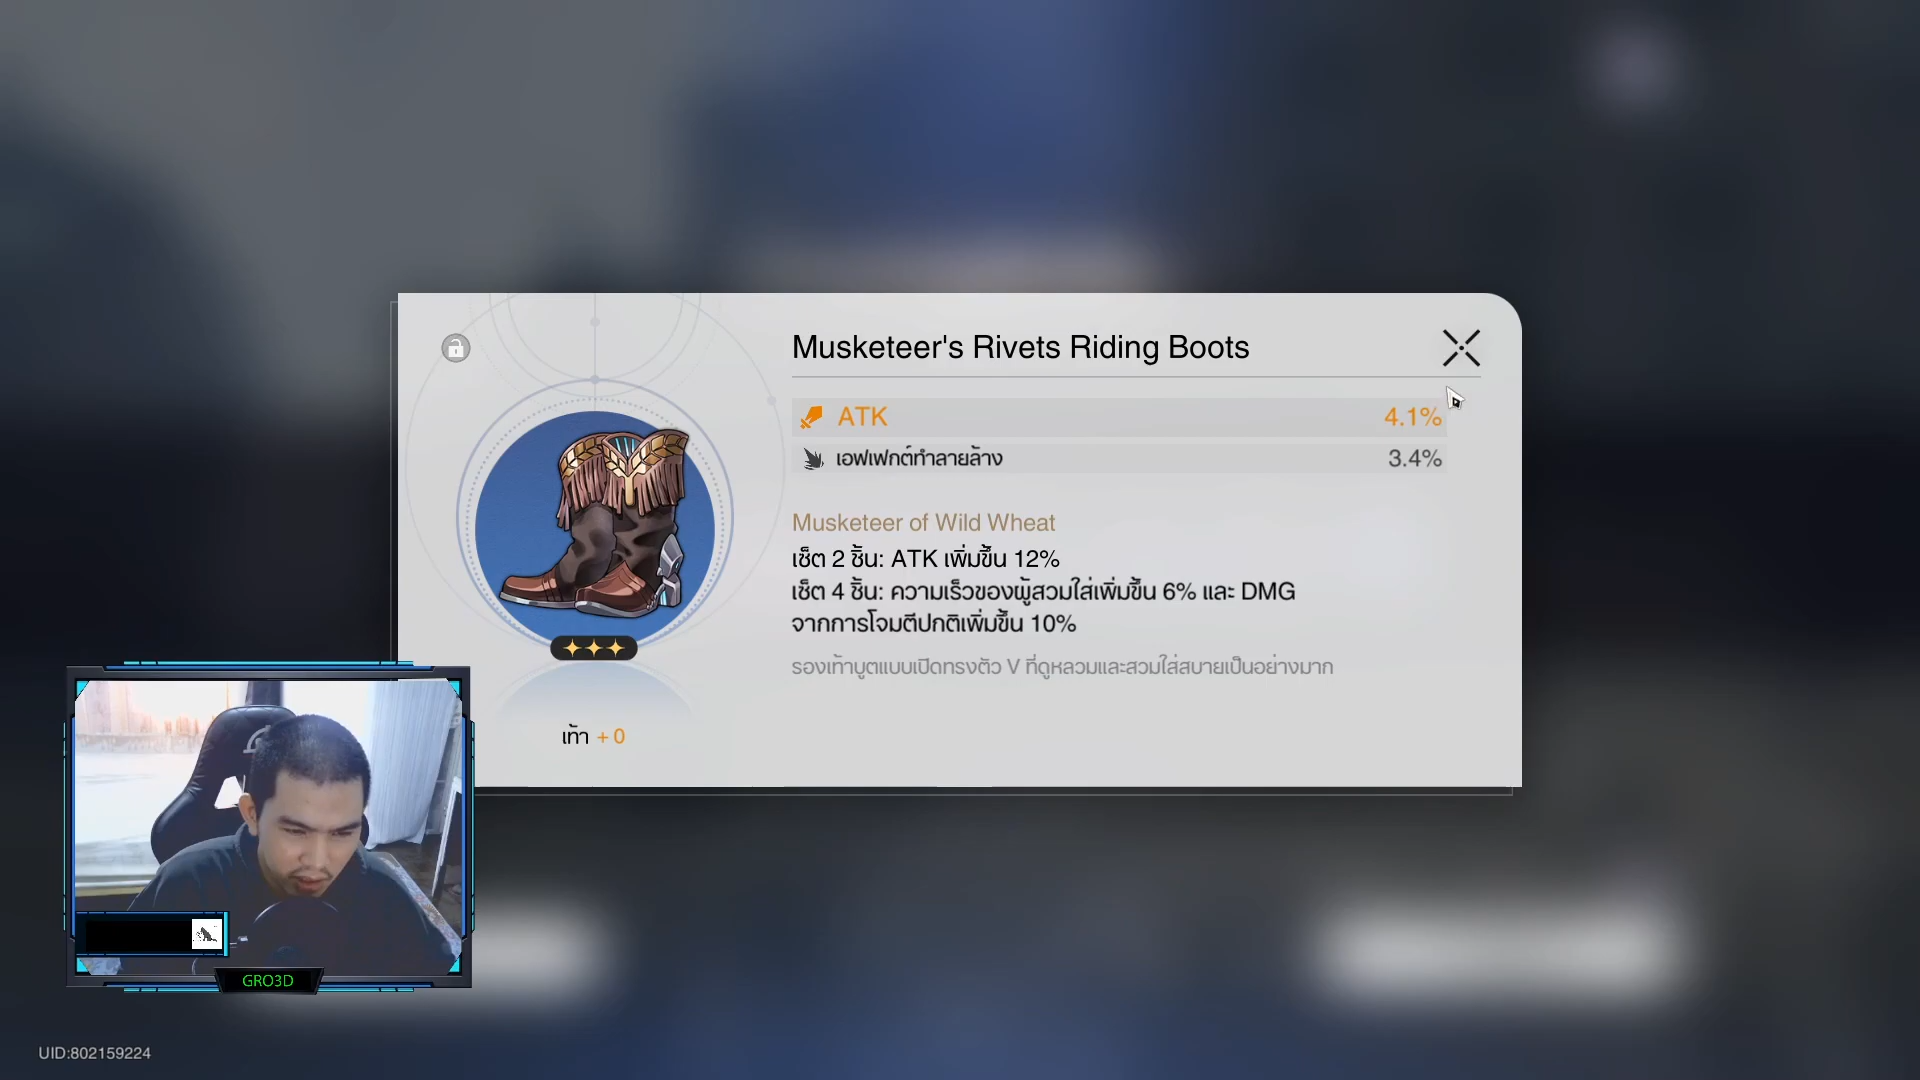 Musketeer's Rivets Riding Boots
ATK 4.1%
เอฟเฟกต์ทำลายล้าง 3.4%
Musketeer of Wild Wheat
เซ็ต 2 ชิ้น: ATK เพิ่มขึ้น 12%
เซ็ต 4 ชิ้น: ความเร็วของผู้สวมใส่เพิ่มขึ้น 6% และ DMG
จากการโจมตีปกติเพิ่มขึ้น 10%
รองเท้าบูตแบบเปิดทรงตัว V ที่ดูหลวมและสวมใส่สบายเป็นอย่างมาก
เท้า +0
GRO3D
UID:802159224